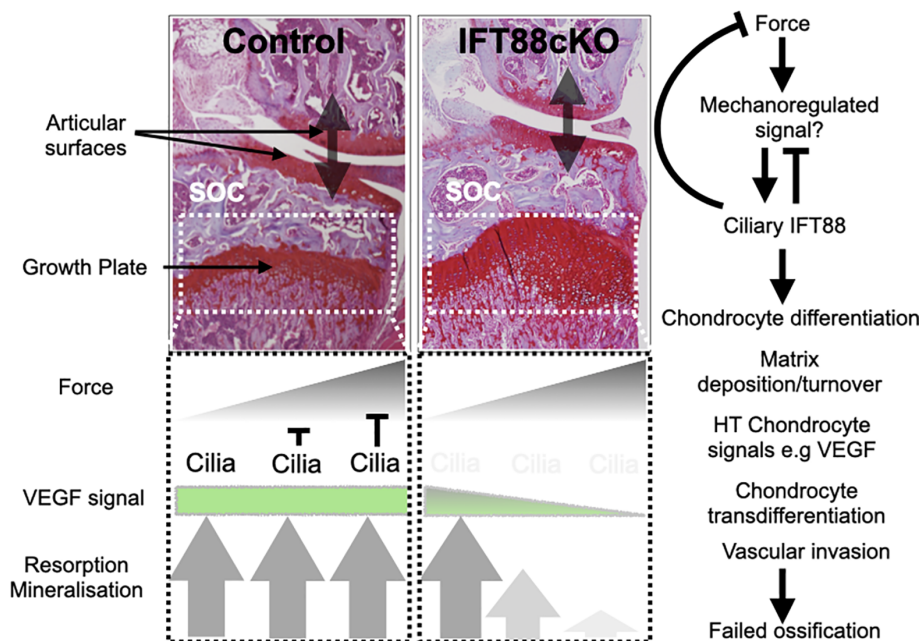 Control
IFT88cKO
Articular
surfaces
SOC
SOC
Growth Plate
Force
Cilia
Cilia
Cilia
Cilia
Cilia
Cilia
VEGF signal
Resorption
Mineralisation
Force
Mechanoregulated
signal?
Ciliary IFT88
Chondrocyte differentiation
Matrix
deposition/turnover
HT Chondrocyte
signals e.g VEGF
Chondrocyte
transdifferentiation
Vascular invasion
Failed ossification